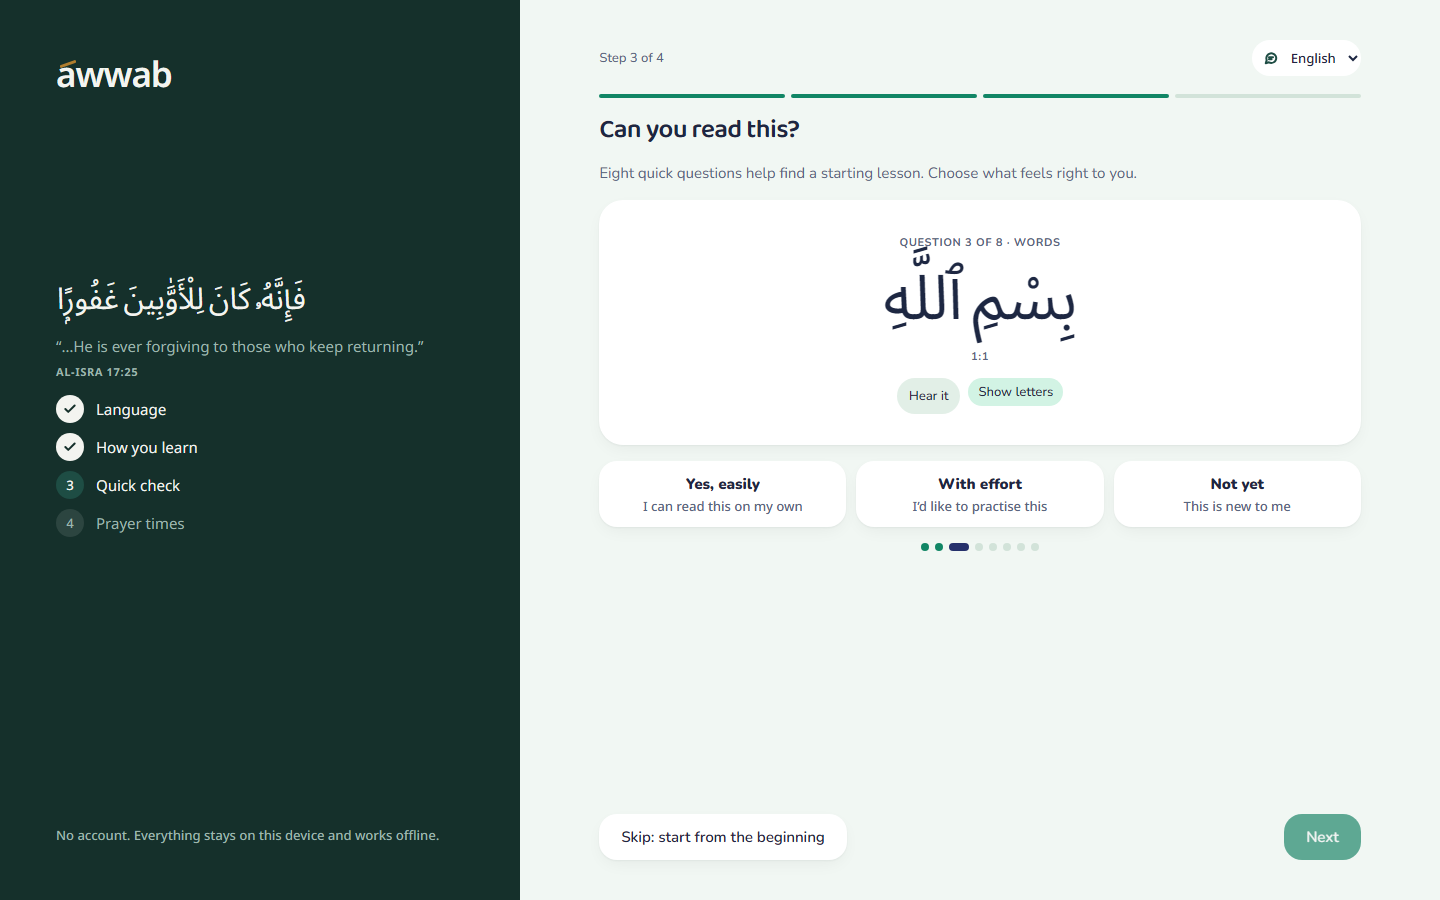 awwab
فَإِنَّهُۥ كَانَ لِلْأَوَّٰبِينَ غَفُورًۭا
“…He is ever forgiving to those who keep returning.”
AL-ISRA 17:25
Language
How you learn
3 Quick check
4 Prayer times
No account. Everything stays on this device and works offline.
Step 3 of 4
English
Can you read this?
Eight quick questions help find a starting lesson. Choose what feels right to you.
QUESTION 3 OF 8 · WORDS
بِسْمِ ٱللَّهِ
1:1
Hear it
Show letters
Yes, easily
I can read this on my own
With effort
I’d like to practise this
Not yet
This is new to me
Skip: start from the beginning
Next